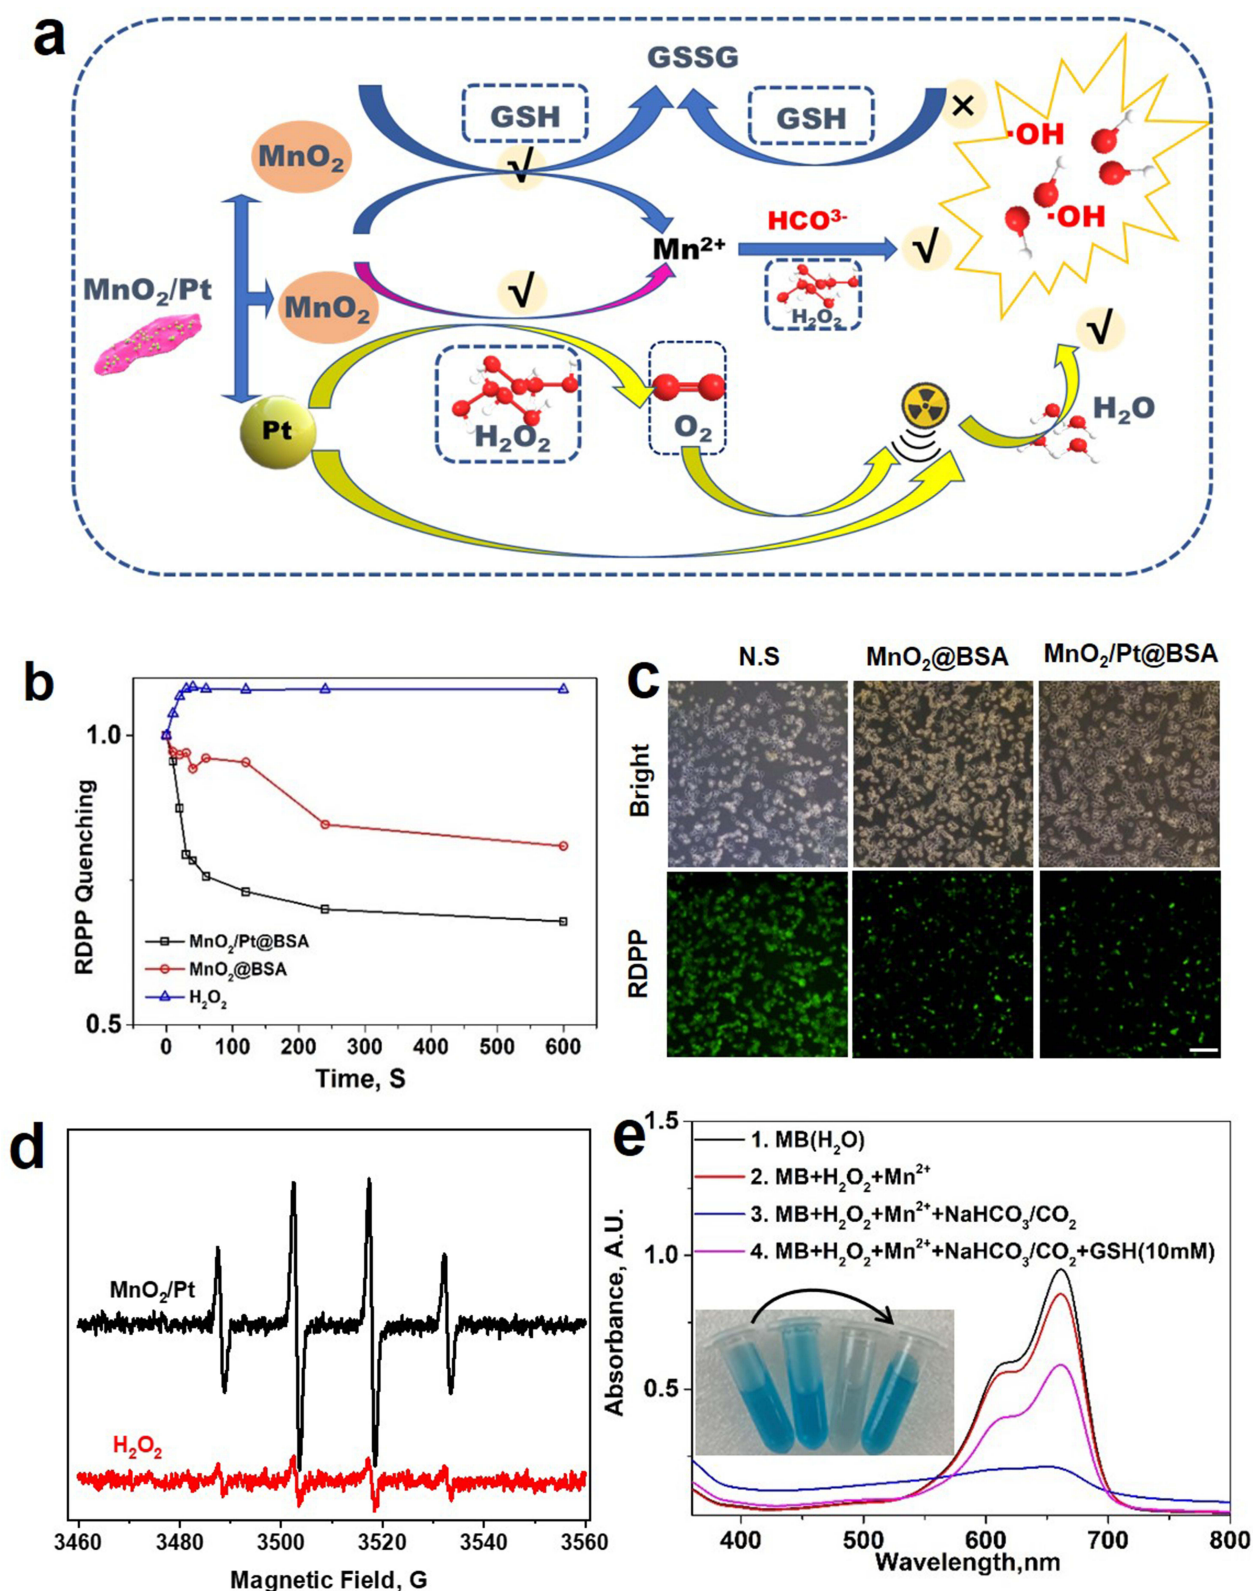 a
GSSG
GSH
GSH
×
MnO₂
√
·OH
·OH
HCO³⁻
Mn²⁺
√
MnO₂/Pt
MnO₂
√
H₂O₂
√
Pt
H₂O₂
O₂
H₂O
b
1.0
0.5
RDPP Quenching
MnO₂/Pt@BSA
MnO₂@BSA
H₂O₂
0 100 200 300 400 500 600
Time, S
c
N.S MnO₂@BSA MnO₂/Pt@BSA
Bright
RDPP
d
MnO₂/Pt
H₂O₂
3460 3480 3500 3520 3540 3560
Magnetic Field, G
e
1.5
1.0
0.5
Absorbance, A.U.
1. MB(H₂O)
2. MB+H₂O₂+Mn²⁺
3. MB+H₂O₂+Mn²⁺+NaHCO₃/CO₂
4. MB+H₂O₂+Mn²⁺+NaHCO₃/CO₂+GSH(10mM)
400 500 600 700 800
Wavelength,nm